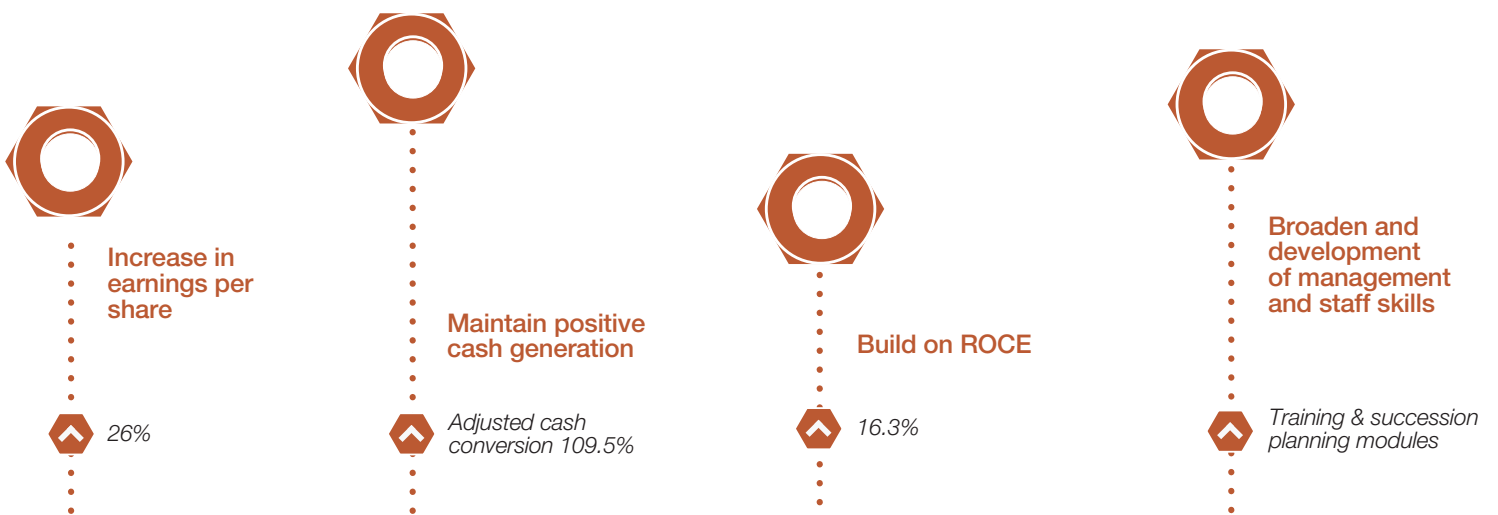 Increase in
earnings per
share
26%
Maintain positive
cash generation
Adjusted cash
conversion 109.5%
Build on ROCE
16.3%
Broaden and
development
of management
and staff skills
Training & succession
planning modules